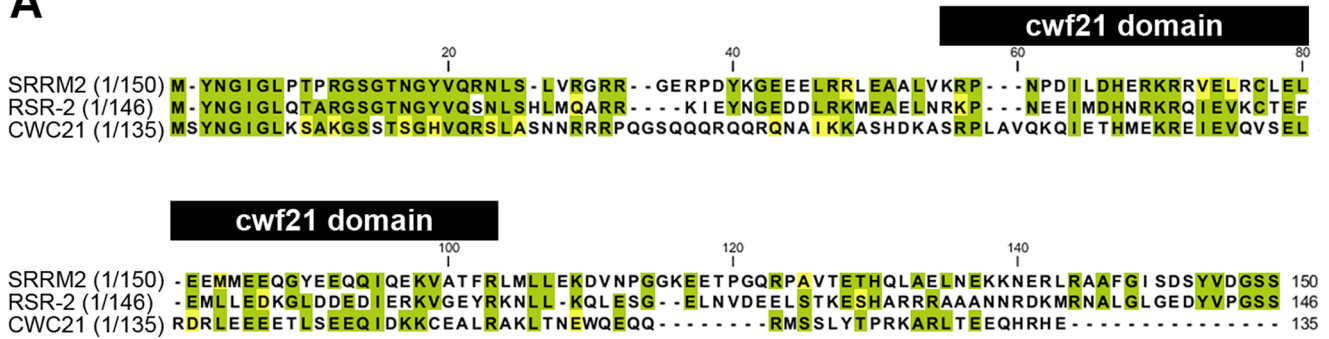 A
cwf21 domain
20 40 60 80
SRRM2 (1/150) M-YNGIGLPTPRGSGTNGYVQRNLS-LVRGRR--GERPDYKGEEELRRLEAALVKRP---NPDILDHERKRRVELRCLEL
RSR-2 (1/146) M-YNGIGLQTARGSGTNGYVQSNLSHLMQARR----KIEYNGEDDLRKMEAELNRKP---NEEIMDHNRKRQIEVKCTEF
CWC21 (1/135) MSYNGIGLKSAKGSSTSGHVQRSLASNNRRRPQGSQQQRQQRQNAIKKASHDKASRPLAVQKQIETHMEKREIEVQVSEL
cwf21 domain
100 120 140
SRRM2 (1/150) -EEMMEEQGYEEQQIQEKVATFRLMLLEKDVNPGGKEETPGQRPAVTETHQLAELNEKKNERLRAAFGISDSYVDGSS 150
RSR-2 (1/146) -EMLLEDKGLDDEDIERKVGEYRKNLL-KQLESG--ELNVDEELSTKESHARRRAAANNRDKMRNALGLGEDYVPGSS 146
CWC21 (1/135) RDRLEEEETLSEEQIDKKCEALRAKLTNEWQEQQ--------RMSSLYTPRKARLTEEQHRHE--------------- 135